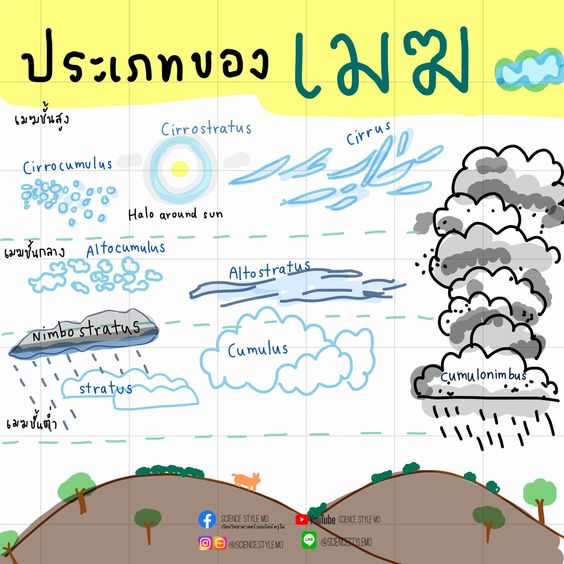 ประเภทของ เมฆ
เมฆชั้นสูง
Cirrostratus
Cirrus
Cirrocumulus
Halo around sun
เมฆชั้นกลาง
Altocumulus
Altostratus
Nimbostratus
Cumulus
stratus
cumulonimbus
เมฆชั้นต่ำ
SCIENCE STYLE MO
YouTube SCIENCE STYLE MO
@SCIENCE.STYLE.MO
@SCIENCESTYLEMO